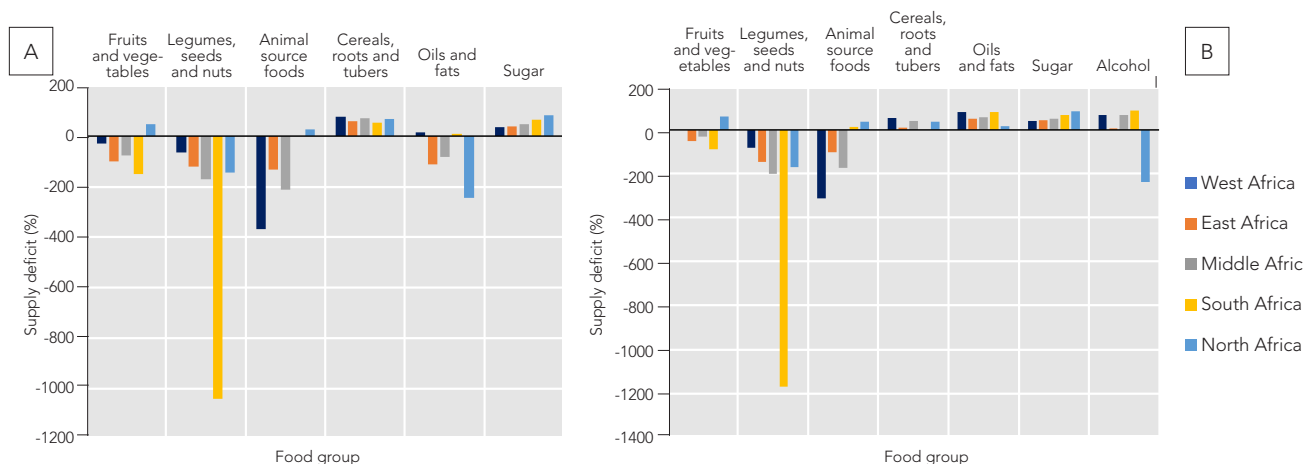 A
Fruits
and vege-
tables
Legumes,
seeds
and nuts
Animal
source
foods
Cereals,
roots and
tubers
Oils and
fats
Sugar
Supply deficit (%)
200
0
-200
-400
-600
-800
-1000
-1200
Food group
Fruits
and veg-
etables
Legumes,
seeds
and nuts
Animal
source
foods
Cereals,
roots
and
tubers
Oils
and fats
Sugar
Alcohol
B
Supply deficit (%)
200
0
-200
-400
-600
-800
-1000
-1200
-1400
Food group
West Africa
East Africa
Middle Afric
South Africa
North Africa